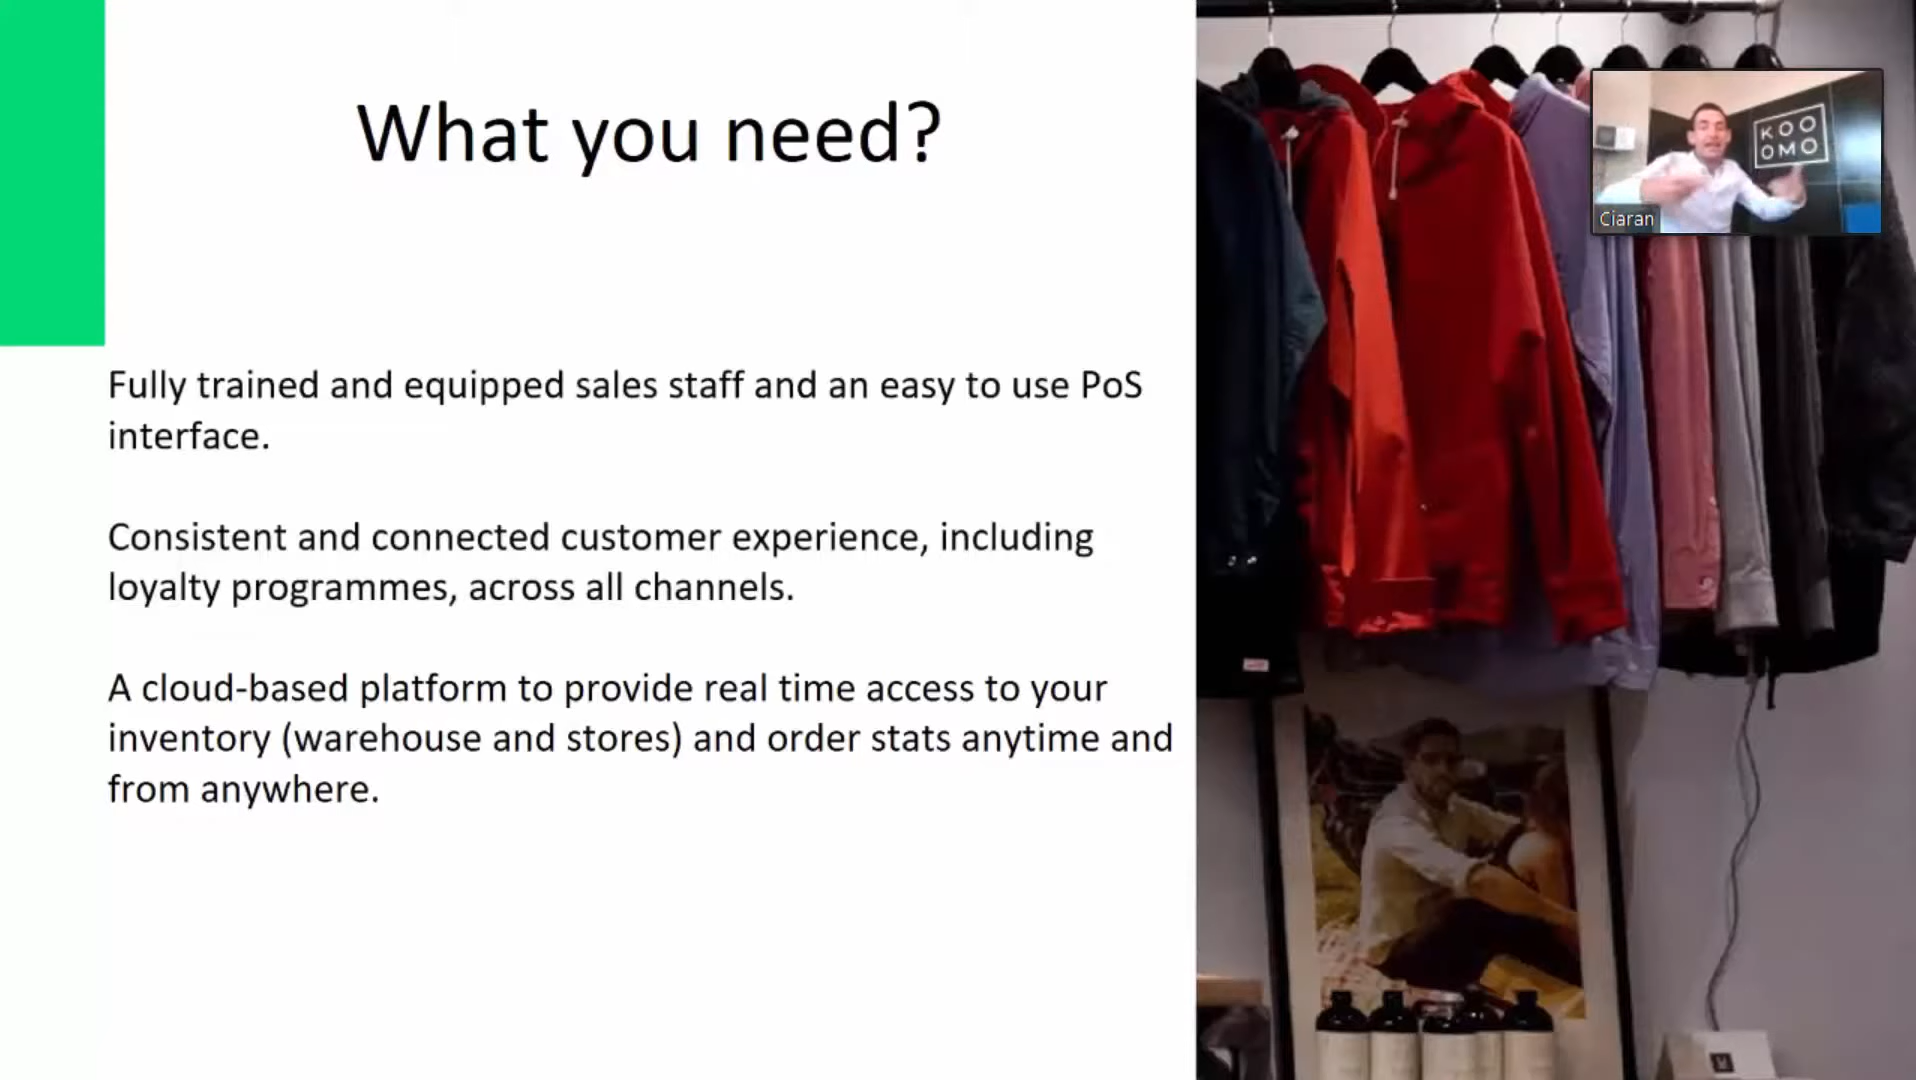 What you need?
KOO
OMO
Ciaran
Fully trained and equipped sales staff and an easy to use PoS
interface.
Consistent and connected customer experience, including
loyalty programmes, across all channels.
A cloud-based platform to provide real time access to your
inventory (warehouse and stores) and order stats anytime and
from anywhere.